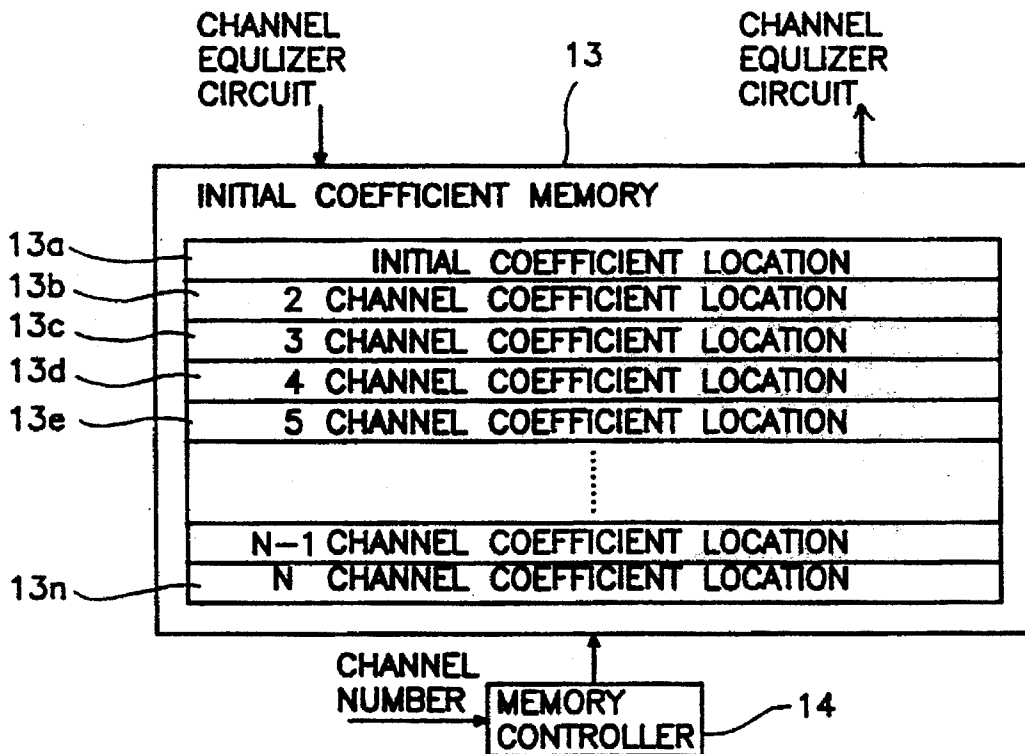 CHANNEL
EQULIZER
CIRCUIT
13
CHANNEL
EQULIZER
CIRCUIT
INITIAL COEFFICIENT MEMORY
13a
INITIAL COEFFICIENT LOCATION
13b
2 CHANNEL COEFFICIENT LOCATION
13c
3 CHANNEL COEFFICIENT LOCATION
13d
4 CHANNEL COEFFICIENT LOCATION
13e
5 CHANNEL COEFFICIENT LOCATION
N-1 CHANNEL COEFFICIENT LOCATION
13n
N CHANNEL COEFFICIENT LOCATION
CHANNEL
NUMBER
MEMORY
CONTROLLER
14